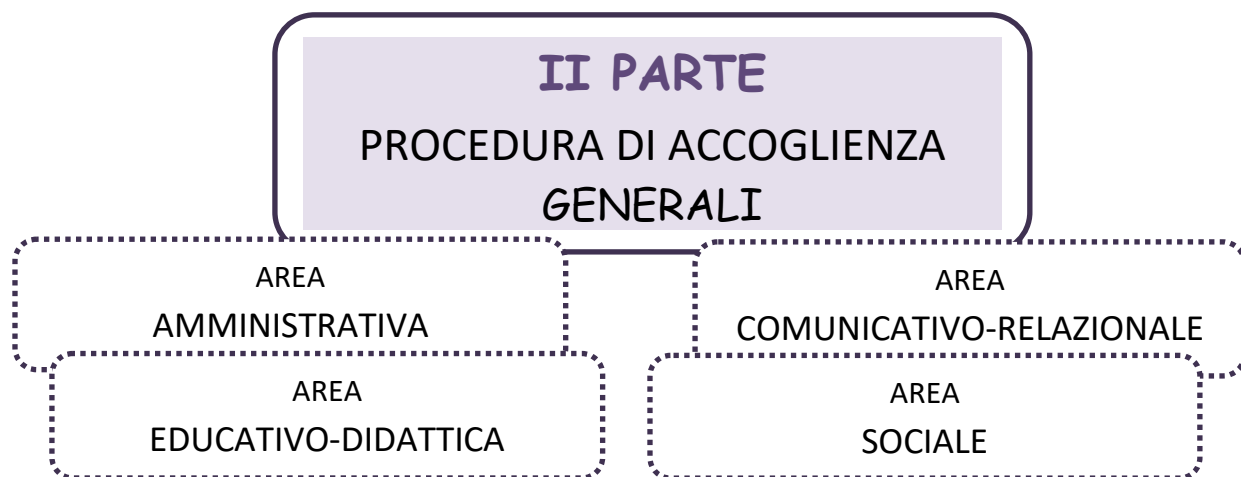 II PARTE
PROCEDURA DI ACCOGLIENZA
GENERALI
AREA
AMMINISTRATIVA
AREA
COMUNICATIVO-RELAZIONALE
AREA
EDUCATIVO-DIDATTICA
AREA
SOCIALE